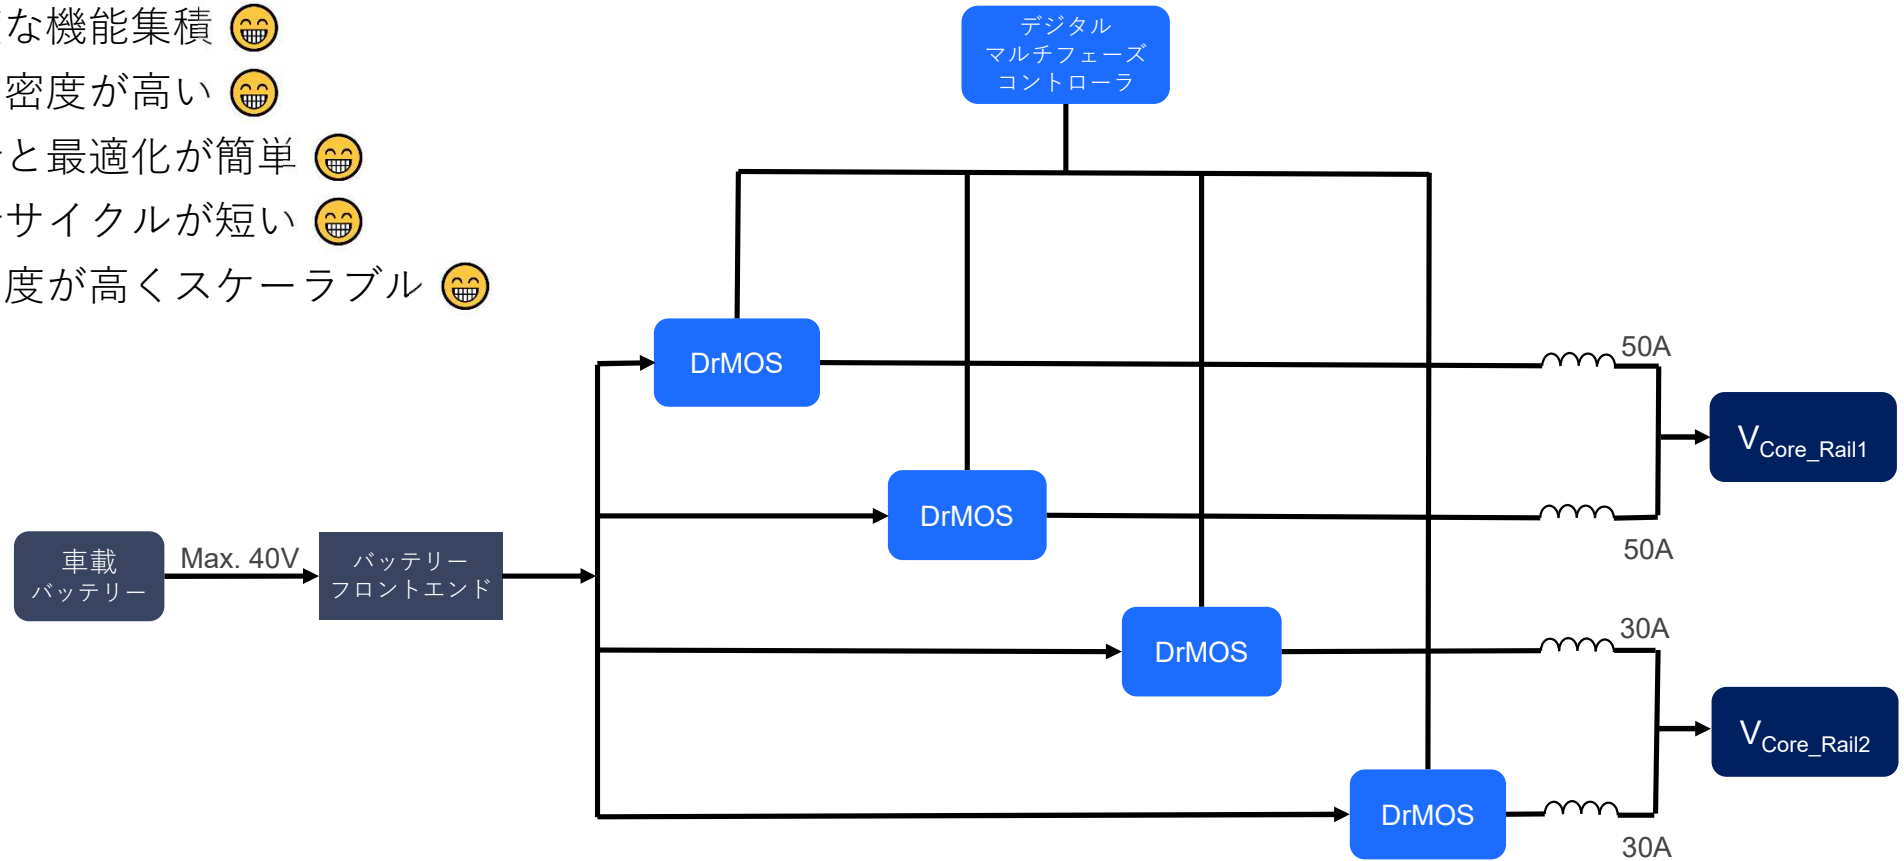 な機能集積 😁
密度が高い 😁
と最適化が簡単 😁
サイクルが短い 😁
度が高くスケーラブル 😁
デジタル
マルチフェーズ
コントローラ
DrMOS
50A
VCore_Rail1
DrMOS
50A
車載
バッテリー
Max. 40V
バッテリー
フロントエンド
30A
DrMOS
VCore_Rail2
DrMOS
30A